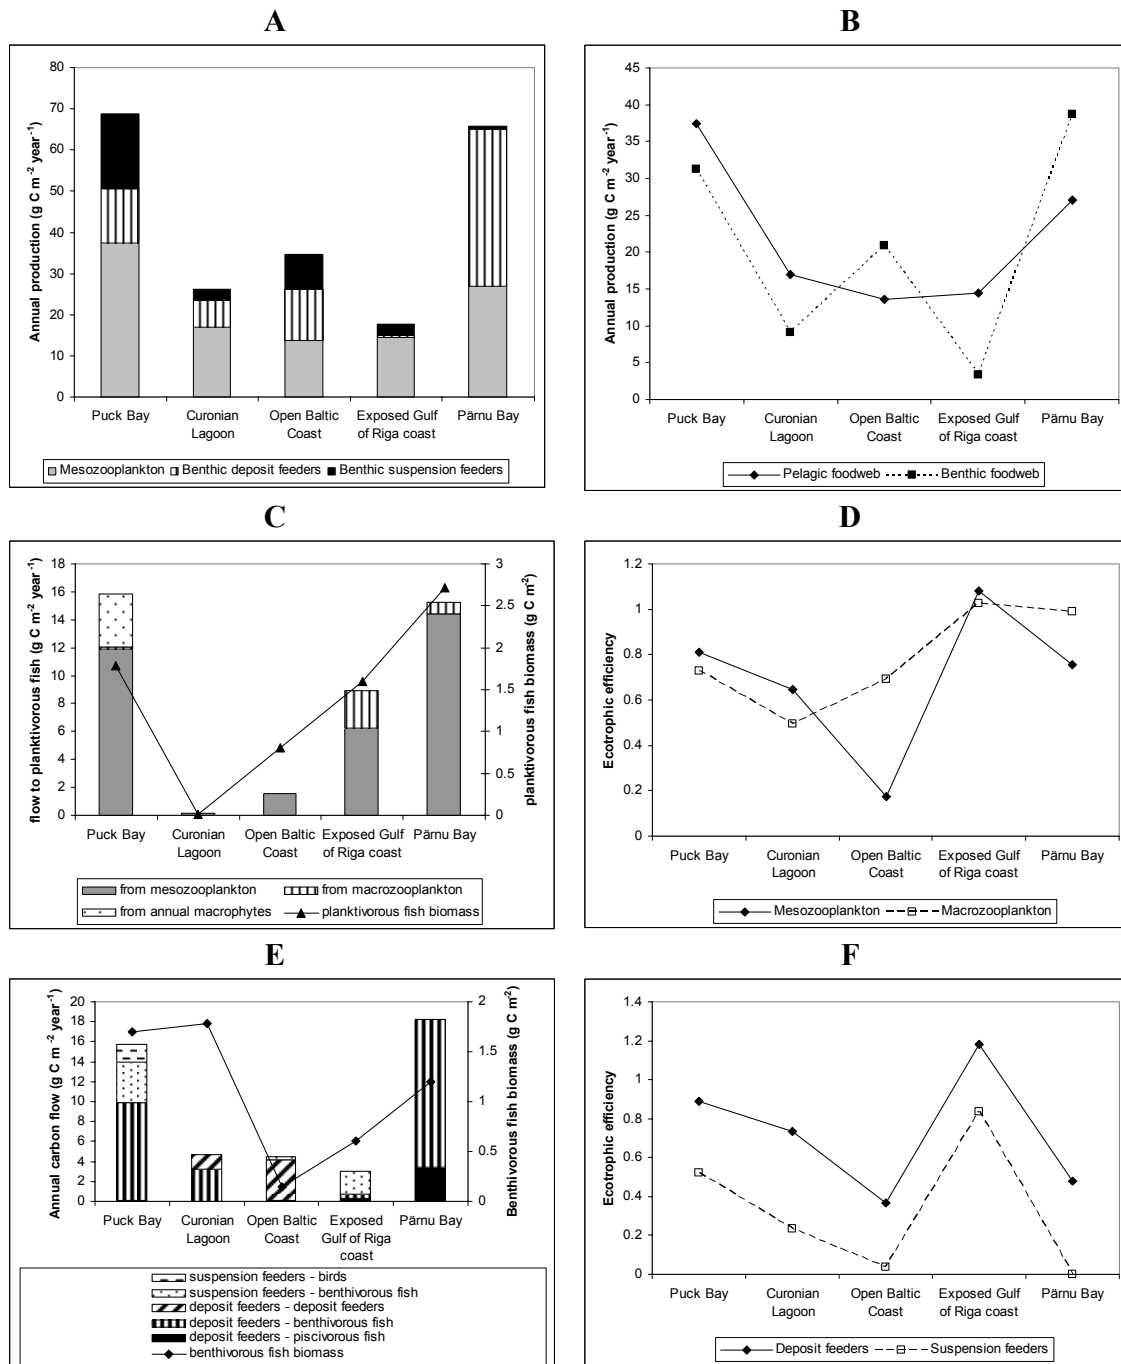 A
Annual production (g C m⁻² year⁻¹)
80
70
60
50
40
30
20
10
0
Puck Bay
Curonian Lagoon
Open Baltic Coast
Exposed Gulf of Riga coast
Pärnu Bay
Mesozooplankton
Benthic deposit feeders
Benthic suspension feeders
B
Annual production (g C m⁻² year⁻¹)
45
40
35
30
25
20
15
10
5
0
Puck Bay
Curonian Lagoon
Open Baltic Coast
Exposed Gulf of Riga coast
Pärnu Bay
Pelagic foodweb
Benthic foodweb
C
flow to planktivorous fish (g C m⁻² year⁻¹)
18
16
14
12
10
8
6
4
2
0
planktivorous fish biomass (g C m²)
3
2.5
2
1.5
1
0.5
0
Puck Bay
Curonian Lagoon
Open Baltic Coast
Exposed Gulf of Riga coast
Pärnu Bay
from mesozooplankton
from macrozooplankton
from annual macrophytes
planktivorous fish biomass
D
Ecotrophic efficiency
1.2
1
0.8
0.6
0.4
0.2
0
Puck Bay
Curonian Lagoon
Open Baltic Coast
Exposed Gulf of Riga coast
Pärnu Bay
Mesozooplankton
Macrozooplankton
E
Annual carbon flow (g C m⁻² year⁻¹)
20
18
16
14
12
10
8
6
4
2
0
Benthivorous fish biomass (g C m²)
2
1.5
1
0.5
0
Puck Bay
Curonian Lagoon
Open Baltic Coast
Exposed Gulf of Riga coast
Pärnu Bay
suspension feeders - birds
suspension feeders - benthivorous fish
deposit feeders - deposit feeders
deposit feeders - benthivorous fish
deposit feeders - piscivorous fish
benthivorous fish biomass
F
Ecotrophic efficiency
1.4
1.2
1
0.8
0.6
0.4
0.2
0
Puck Bay
Curonian Lagoon
Open Baltic Coast
Exposed Gulf of Riga coast
Pärnu Bay
Deposit feeders
Suspension feeders